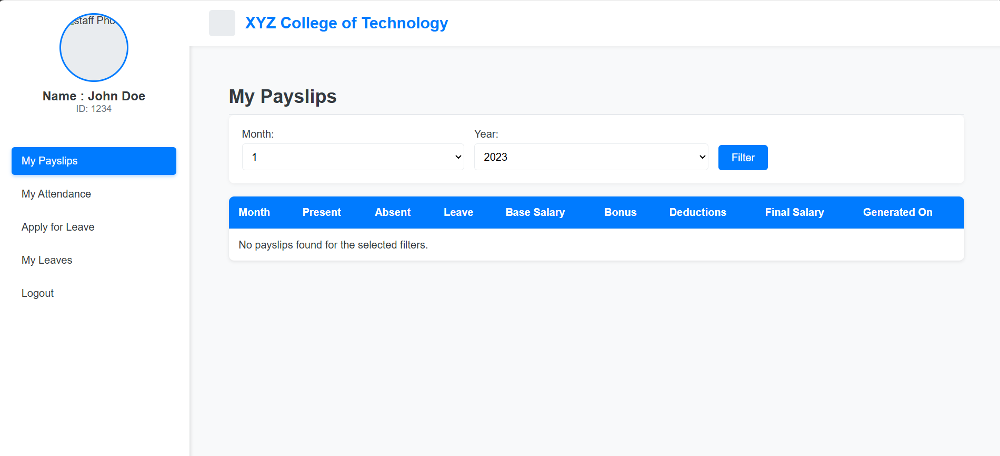 staff Pho
Name : John Doe
ID: 1234
My Payslips
My Attendance
Apply for Leave
My Leaves
Logout
XYZ College of Technology
My Payslips
Month: Year:
1 2023 Filter
Month Present Absent Leave Base Salary Bonus Deductions Final Salary Generated On
No payslips found for the selected filters.